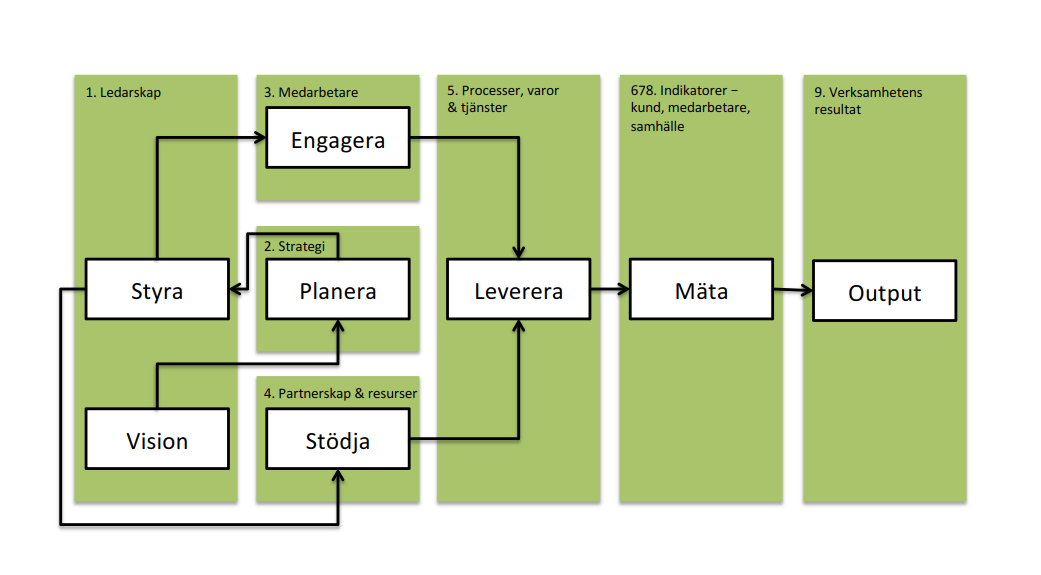 1. Ledarskap
Styra
Vision
3. Medarbetare
Engagera
2. Strategi
Planera
4. Partnerskap & resurser
Stödja
5. Processer, varor
& tjänster
Leverera
678. Indikatorer –
kund, medarbetare,
samhälle
Mäta
9. Verksamhetens
resultat
Output